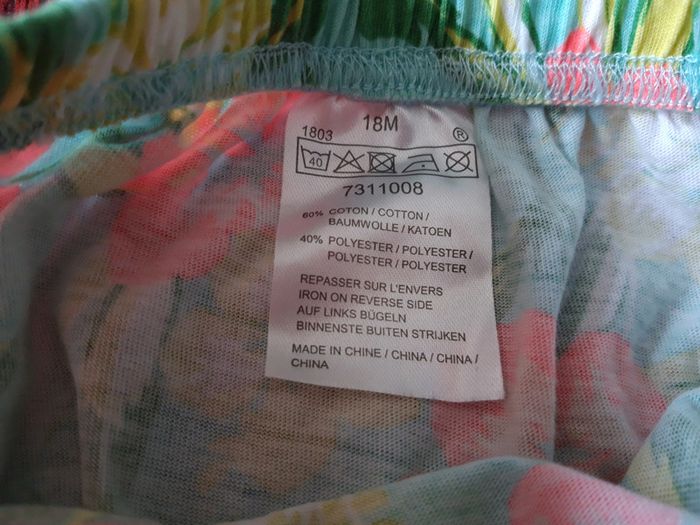 1803 18M ®
40
7311008
60% COTON / COTTON /
BAUMWOLLE / KATOEN
40% POLYESTER / POLYESTER /
POLYESTER / POLYESTER
REPASSER SUR L'ENVERS
IRON ON REVERSE SIDE
AUF LINKS BÜGELN
BINNENSTE BUITEN STRIJKEN
MADE IN CHINE / CHINA / CHINA /
CHINA